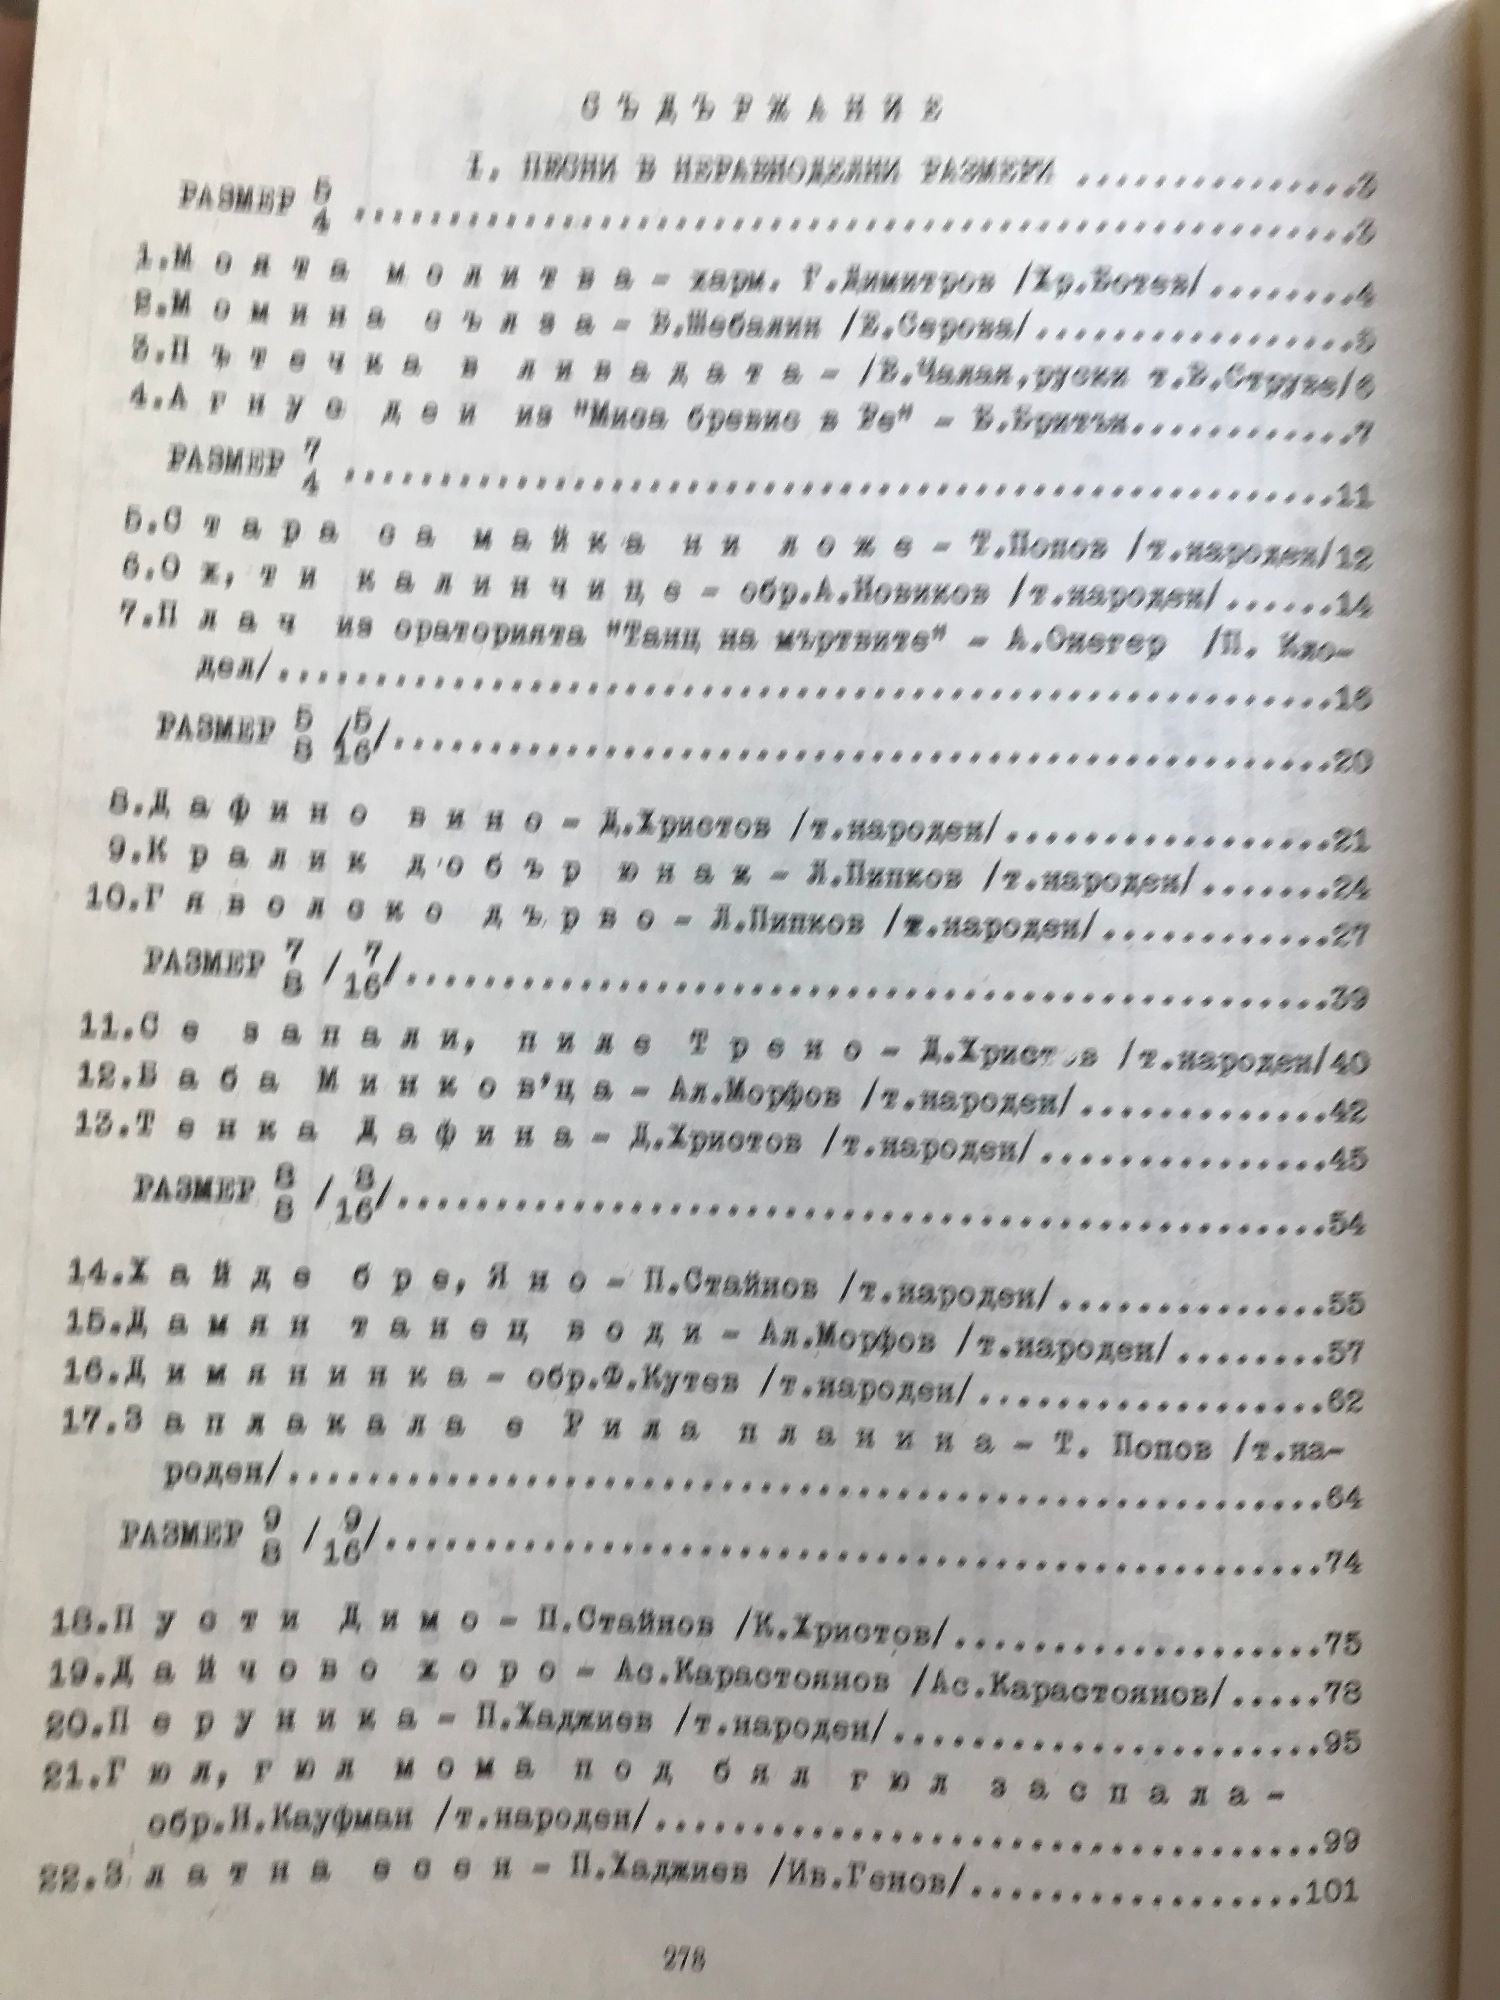 СЪДЪРЖАНИЕ
1. ПЕСНИ В НЕРАВНОДЕЛНИ РАЗМЕРИ ...............3
РАЗМЕР 5/4 ..................................................3
1.Моята молитва – харм. Г.Димитров /Хр.Ботев/........4
2.Момина сълза – В.Шебалин /В.Серова/.................5
3.Пътечка в ливадата – /Е.Чалаи,руски т.В.Струве/6
4.Агнус деи из "Миса бревис в Ре" – Б.Бритън............7
РАЗМЕР 7/4 ..................................................11
5.Стара са майка ни ложе – Т.Попов /т.народен/12
6.Ох, ти калинчице – обр.А.Новиков /т.народен/......14
7.Плач из ораторията "Танц на мъртвите" – А.Онегер /П. Кло-
дел/......................................................16
РАЗМЕР 5/8 /5/16/................................................20
8.Дафино вино – Д.Христов /т.народен/.................21
9.Кралик добър юнак – Л.Пипков /т.народен/.......24
10.Гяволско дърво – Л.Пипков /т.народен/............27
РАЗМЕР 7/8 /7/16/...............................................39
11.Се запали, пиле Трено – Д.Христов /т.народен/40
12.Баба Минков'ца – Ал.Морфов /т.народен/.............42
13.Тенка Дафина – Д.Христов /т.народен/...............45
РАЗМЕР 8/8 /8/16/...............................................54
14.Хайде бре, Яно – П.Стайнов /т.народен/..............55
15.Дамян танец води – Ал.Морфов /т.народен/........57
16.Димянинка – обр.Ф.Кутев /т.народен/..................62
17.Заплакала е Рила планина – Т. Попов /т.на-
роден/.....................................................64
РАЗМЕР 9/8 /9/16/................................................74
18.Пусти Димо – П.Стайнов /К.Христов/...................75
19.Дайчово хоро – Ас.Карастоянов /Ас.Карастоянов/.....78
20.Перуника – П.Хаджиев /т.народен/......................95
21.Гюл, гюл мома под бял гюл заспала –
обр.Н.Кауфман /т.народен/...................................99
22.Златна есен – П.Хаджиев /Ив.Генов/.................101
278